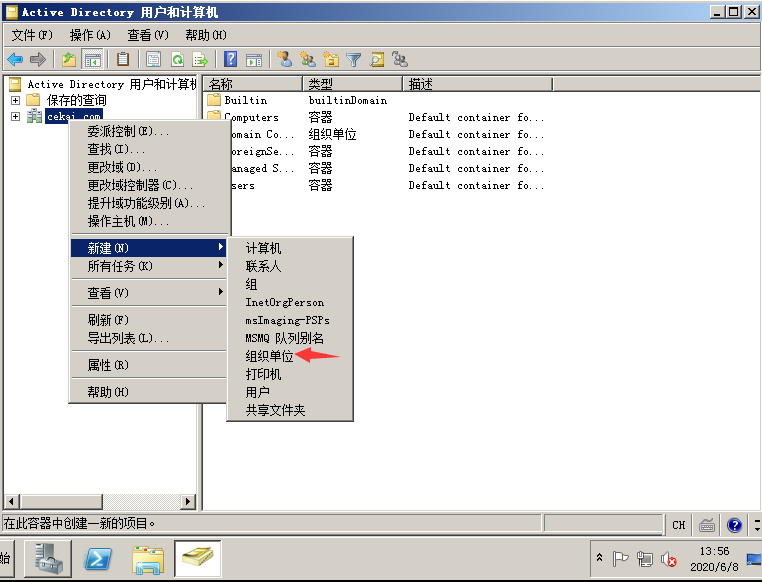 Active Directory 用户和计算机
文件(F) 操作(A) 查看(V) 帮助(H)
Active Directory 用户和计算机
保存的查询
cekai.com
名称 类型 描述
Builtin builtinDomain
Computers 容器 Default container fo...
omain Co... 组织单位
oreignSe... 容器 Default container fo...
anaged S... 容器 Default container fo...
sers 容器 Default container fo...
委派控制(E)...
查找(I)...
更改域(D)...
更改域控制器(C)...
提升域功能级别(A)...
操作主机(M)...
新建(N)
所有任务(K)
查看(V)
刷新(F)
导出列表(L)...
属性(R)
帮助(H)
计算机
联系人
组
InetOrgPerson
msImaging-PSPs
MSMQ 队列别名
组织单位
打印机
用户
共享文件夹
在此容器中创建一新的项目。
CH
始
13:56
2020/6/8